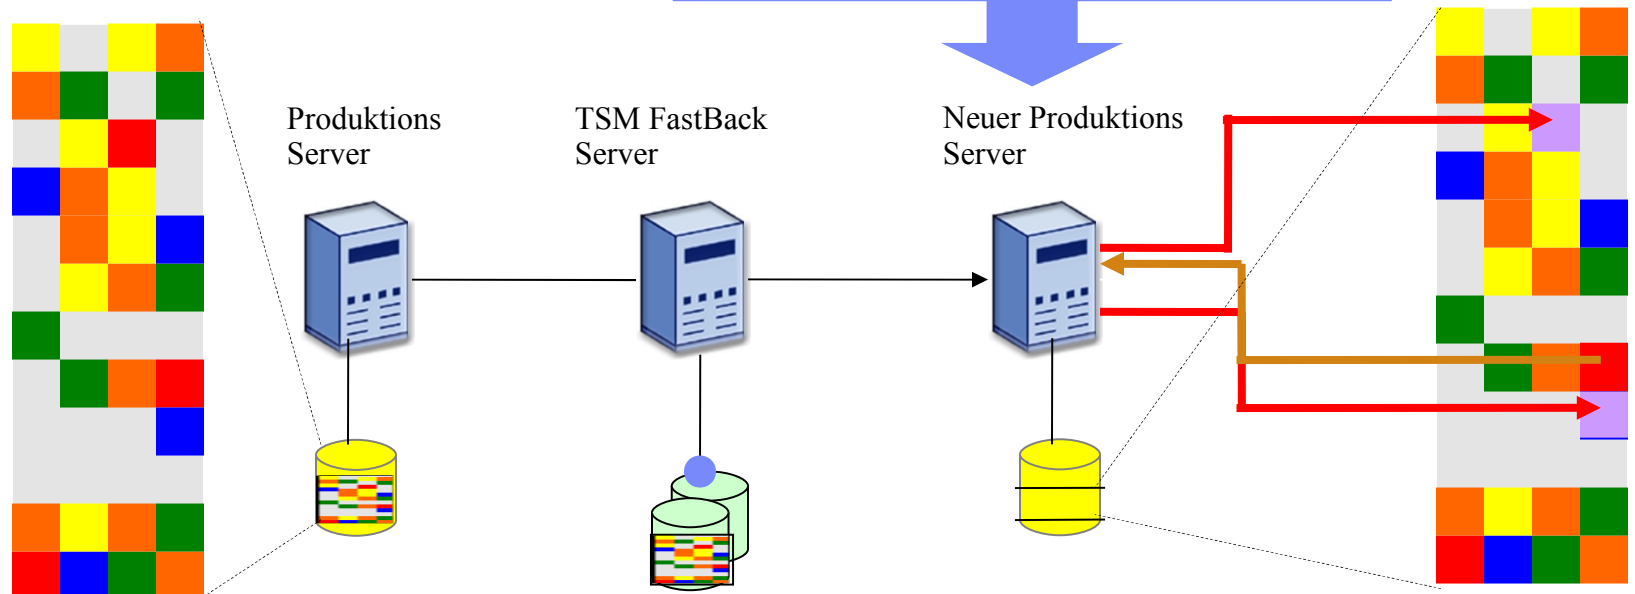 Produktions
Server
TSM FastBack
Server
Neuer Produktions
Server